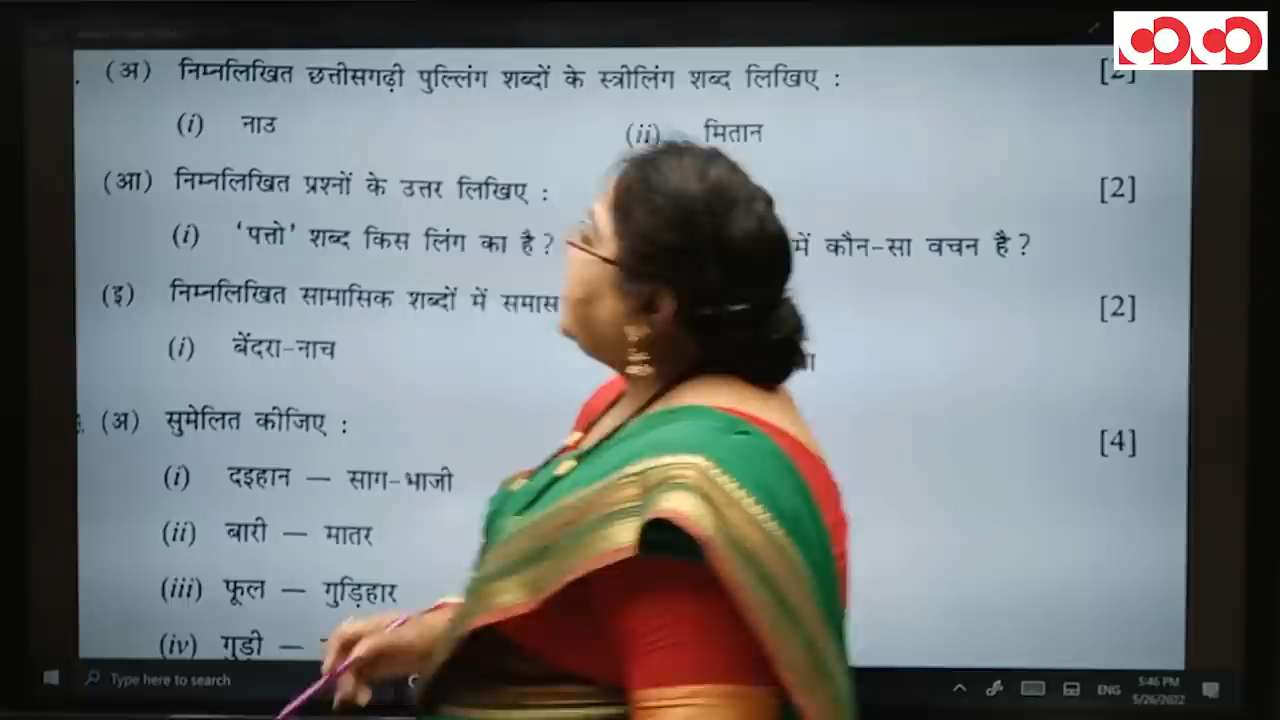 (अ) निम्नलिखित छत्तीसगढ़ी पुल्लिंग शब्दों के स्त्रीलिंग शब्द लिखिए : [2]
(i) नाउ (ii) मितान
(आ) निम्नलिखित प्रश्नों के उत्तर लिखिए : [2]
(i) 'पत्तो' शब्द किस लिंग का है ? में कौन-सा वचन है ?
(इ) निम्नलिखित सामासिक शब्दों में समास [2]
(i) बेंदरा-नाच
(अ) सुमेलित कीजिए : [4]
(i) दइहान — साग-भाजी
(ii) बारी — मातर
(iii) फूल — गुड़िहार
(iv) गुड़ी —
Type here to search
ENG
5:46 PM
5/26/2022